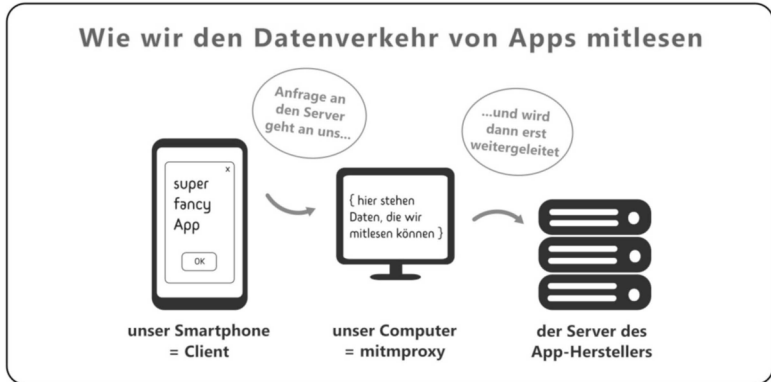 Wie wir den Datenverkehr von Apps mitlesen
Anfrage an
den Server
geht an uns...
...und wird
dann erst
weitergeleitet
x
super
fancy
App
OK
{ hier stehen
Daten, die wir
mitlesen können }
unser Smartphone
= Client
unser Computer
= mitmproxy
der Server des
App-Herstellers